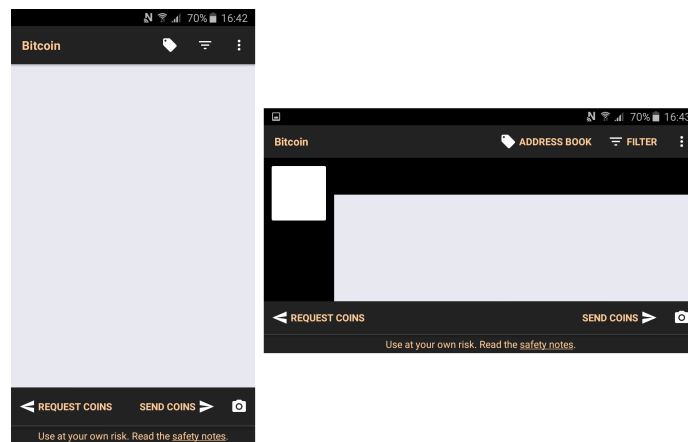 70% 16:42
Bitcoin
REQUEST COINS SEND COINS
Use at your own risk. Read the safety notes.
70% 16:43
Bitcoin ADDRESS BOOK FILTER
REQUEST COINS SEND COINS
Use at your own risk. Read the safety notes.